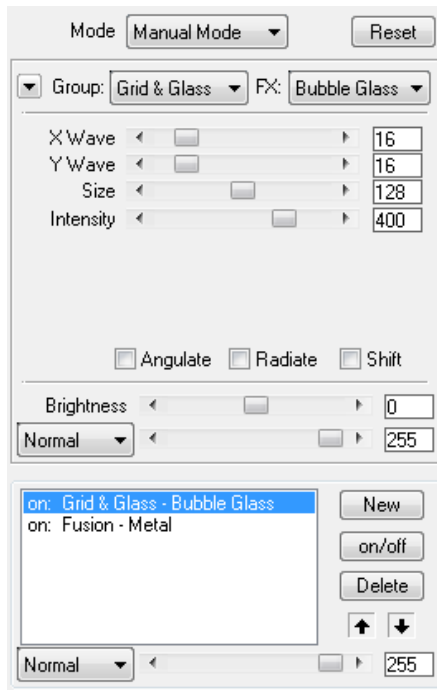 Mode Manual Mode Reset
Group: Grid & Glass FX: Bubble Glass
X Wave 16
Y Wave 16
Size 128
Intensity 400
Angulate Radiate Shift
Brightness 0
Normal 255
on: Grid & Glass - Bubble Glass
on: Fusion - Metal
New
on/off
Delete
Normal 255